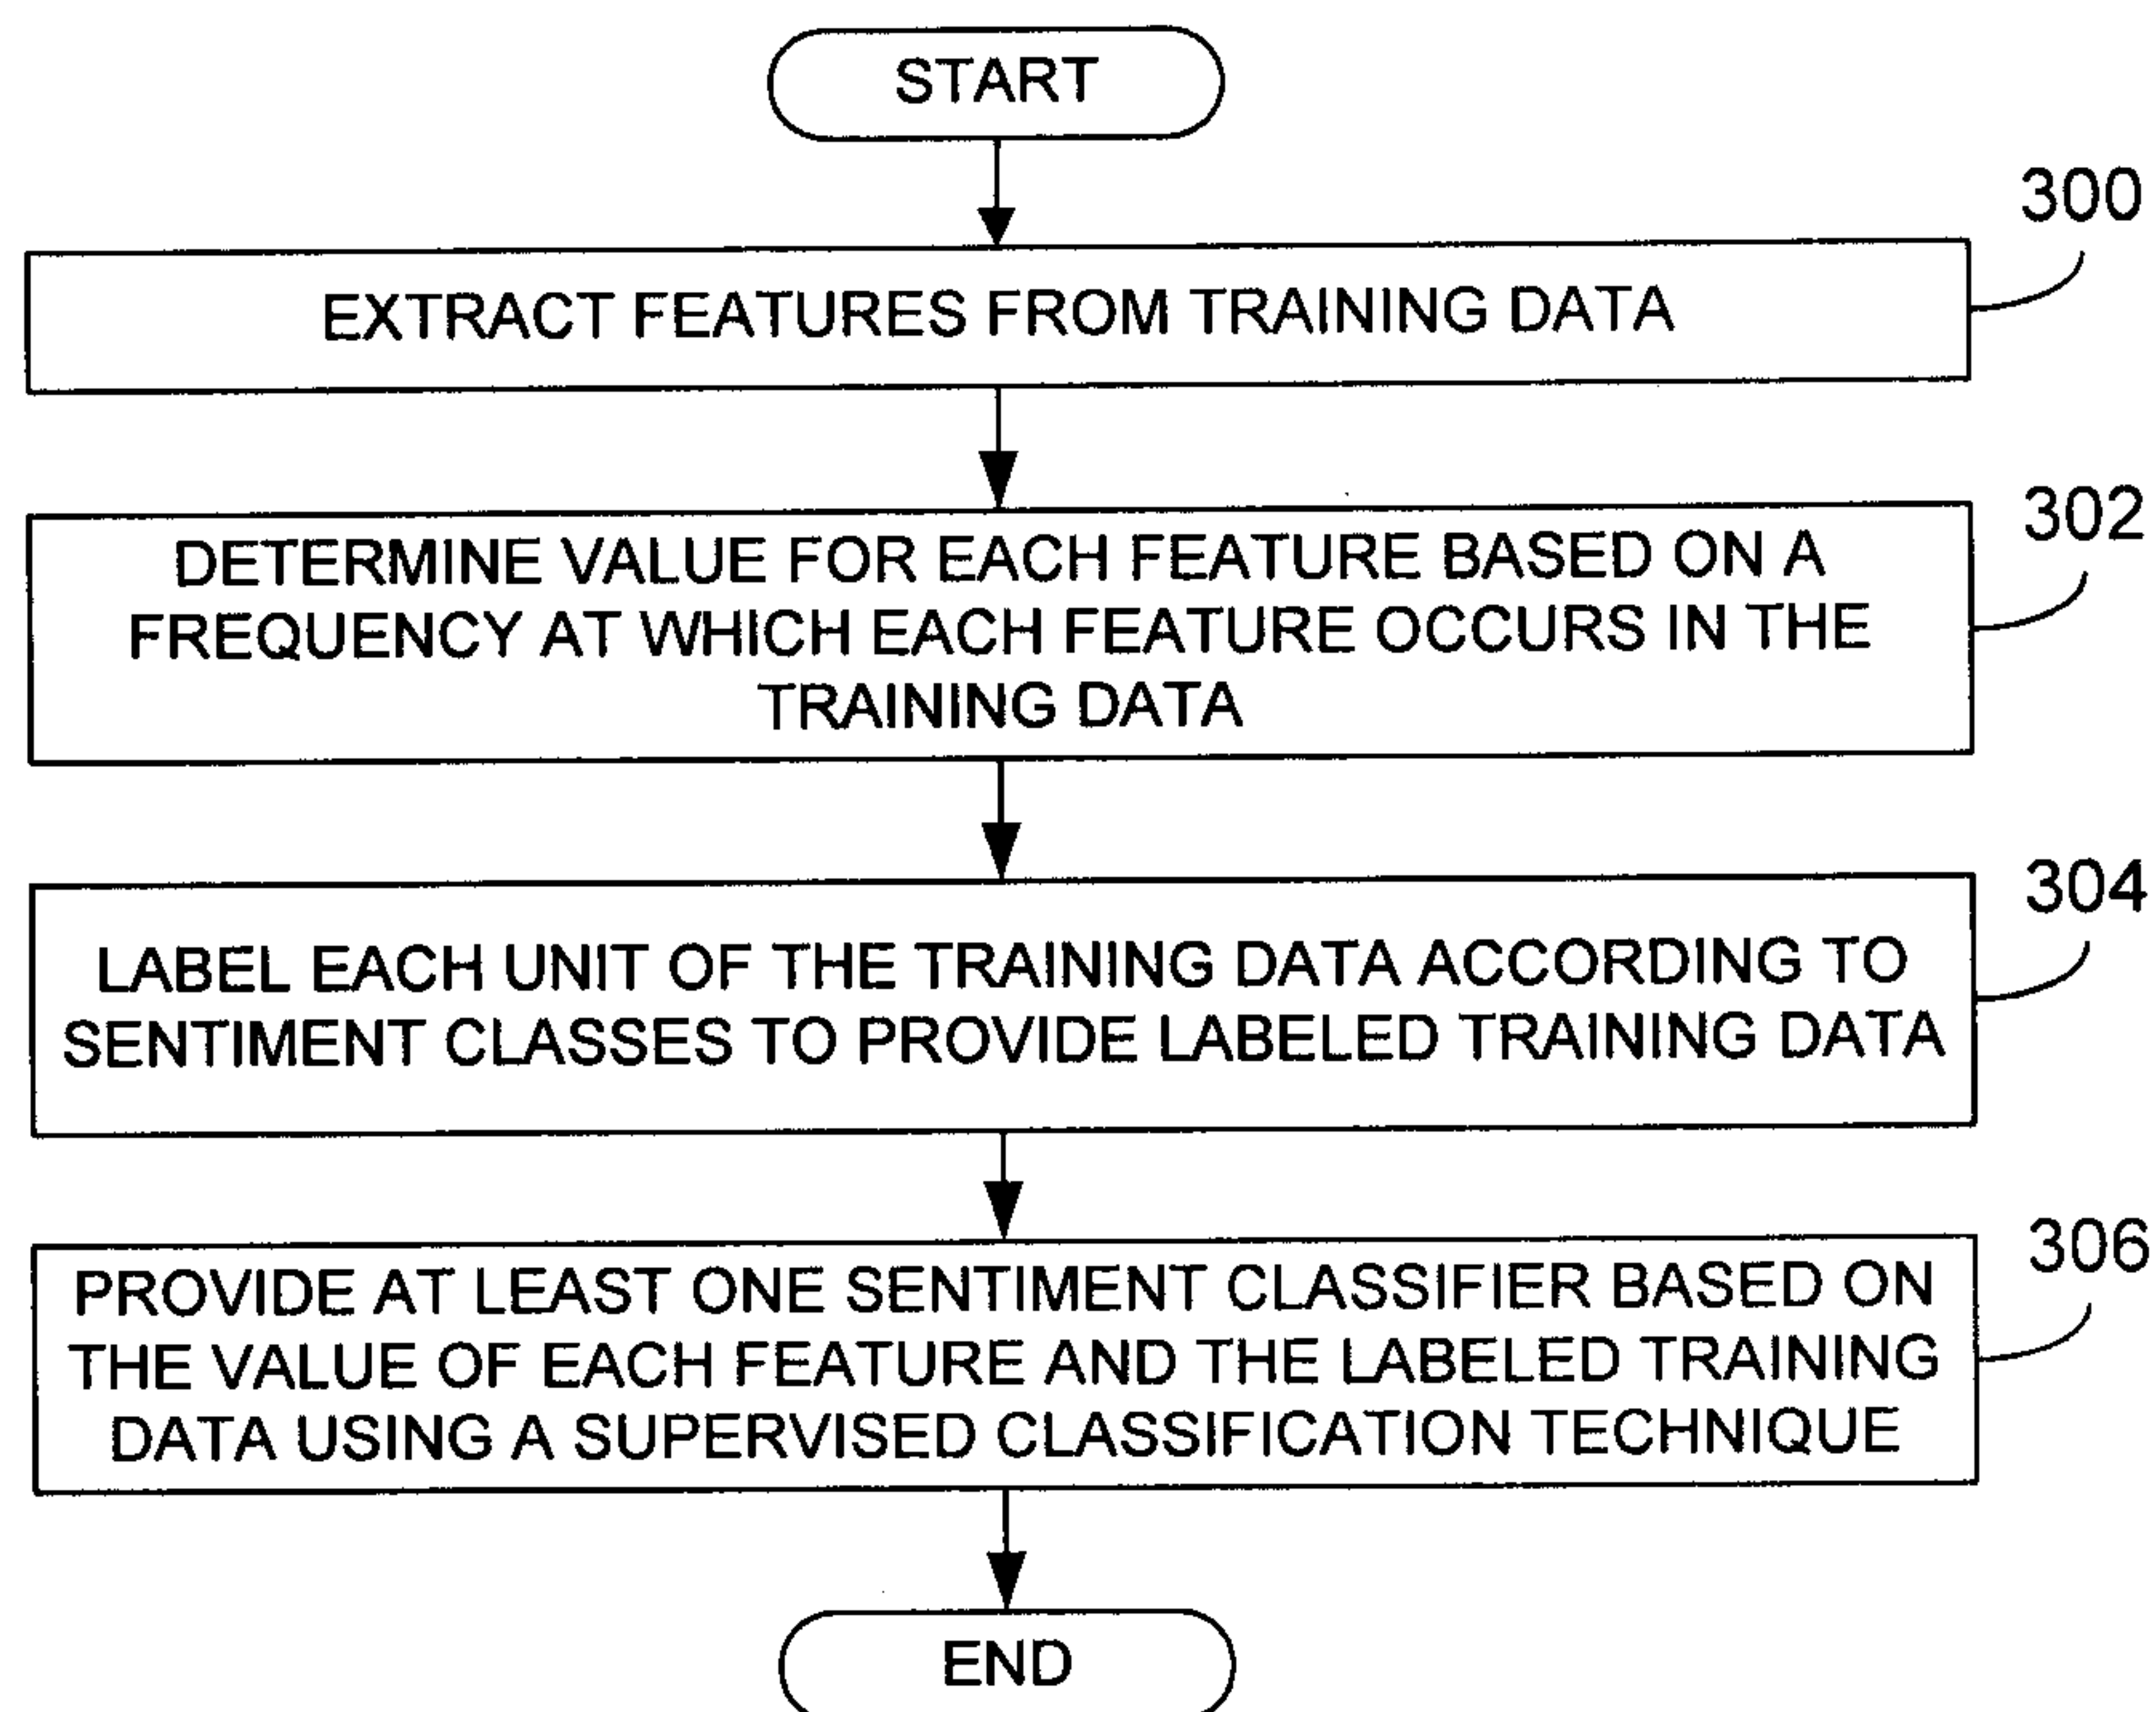 START
300
EXTRACT FEATURES FROM TRAINING DATA
302
DETERMINE VALUE FOR EACH FEATURE BASED ON A
FREQUENCY AT WHICH EACH FEATURE OCCURS IN THE
TRAINING DATA
304
LABEL EACH UNIT OF THE TRAINING DATA ACCORDING TO
SENTIMENT CLASSES TO PROVIDE LABELED TRAINING DATA
306
PROVIDE AT LEAST ONE SENTIMENT CLASSIFIER BASED ON
THE VALUE OF EACH FEATURE AND THE LABELED TRAINING
DATA USING A SUPERVISED CLASSIFICATION TECHNIQUE
END